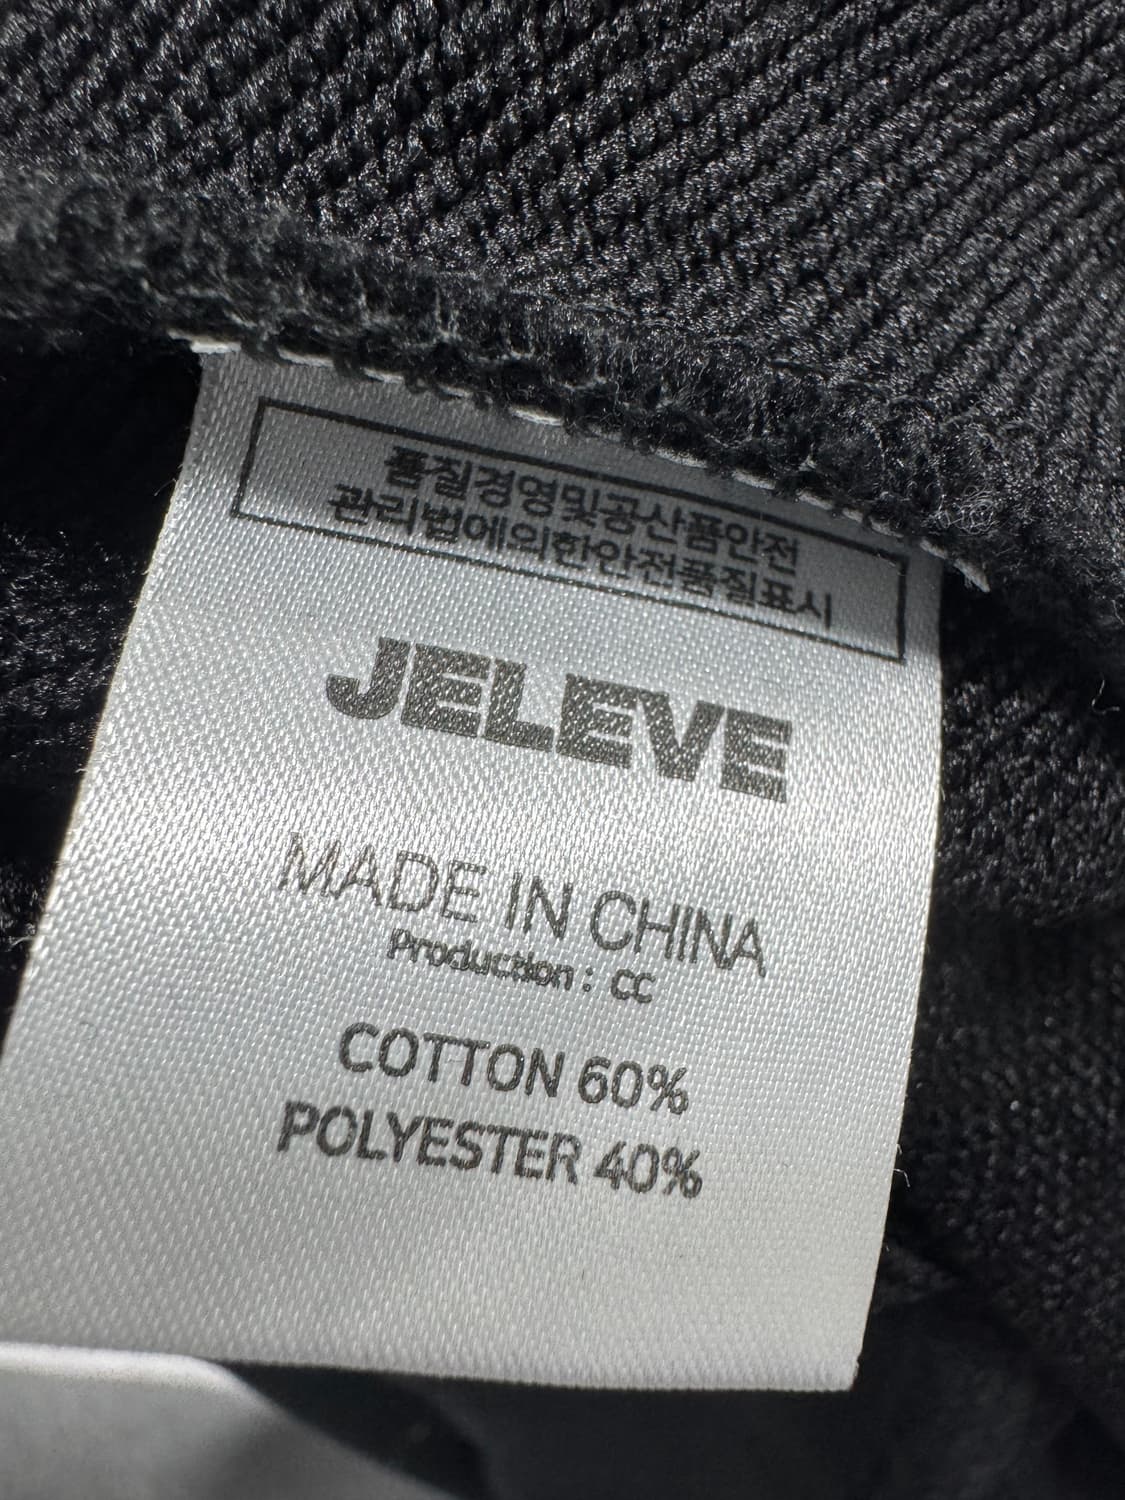 품질경영및공산품안전
관리법에의한안전품질표시
JELEVE
MADE IN CHINA
Production : CC
COTTON 60%
POLYESTER 40%